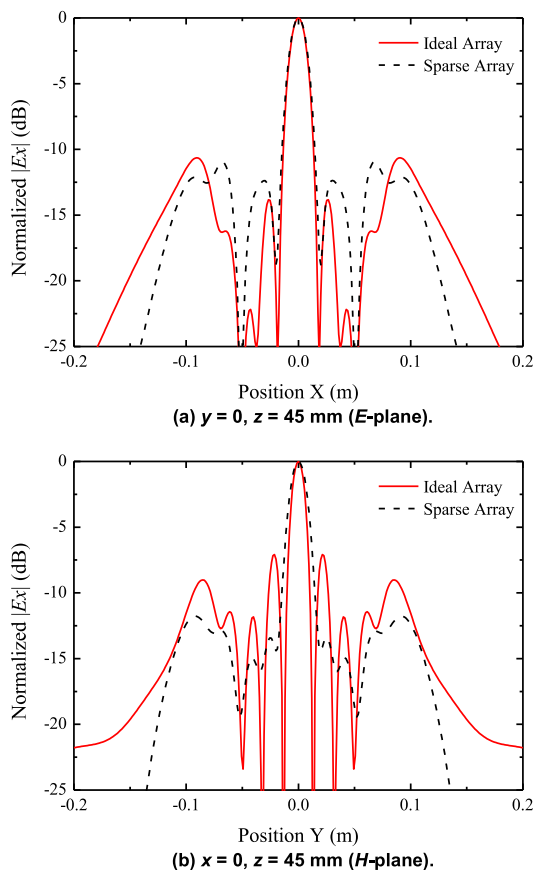 0
-5
-10
-15
-20
-25
Normalized |Ex| (dB)
Ideal Array
Sparse Array
-0.2 -0.1 0.0 0.1 0.2
Position X (m)
(a) y = 0, z = 45 mm (E-plane).
0
-5
-10
-15
-20
-25
Normalized |Ex| (dB)
Ideal Array
Sparse Array
-0.2 -0.1 0.0 0.1 0.2
Position Y (m)
(b) x = 0, z = 45 mm (H-plane).